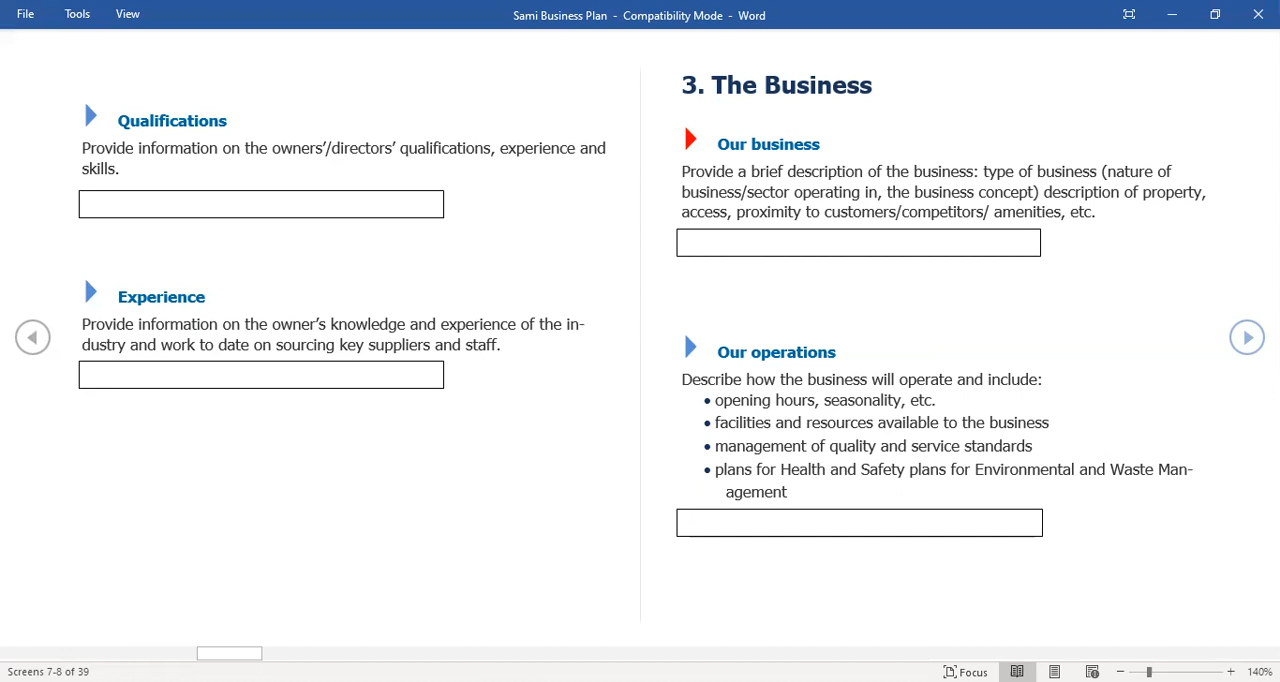 File Tools View Sami Business Plan - Compatibility Mode - Word
Qualifications
Provide information on the owners’/directors’ qualifications, experience and
skills.
Experience
Provide information on the owner’s knowledge and experience of the in-
dustry and work to date on sourcing key suppliers and staff.
3. The Business
Our business
Provide a brief description of the business: type of business (nature of
business/sector operating in, the business concept) description of property,
access, proximity to customers/competitors/ amenities, etc.
Our operations
Describe how the business will operate and include:
• opening hours, seasonality, etc.
• facilities and resources available to the business
• management of quality and service standards
• plans for Health and Safety plans for Environmental and Waste Man-
agement
Screens 7-8 of 39 Focus 140%